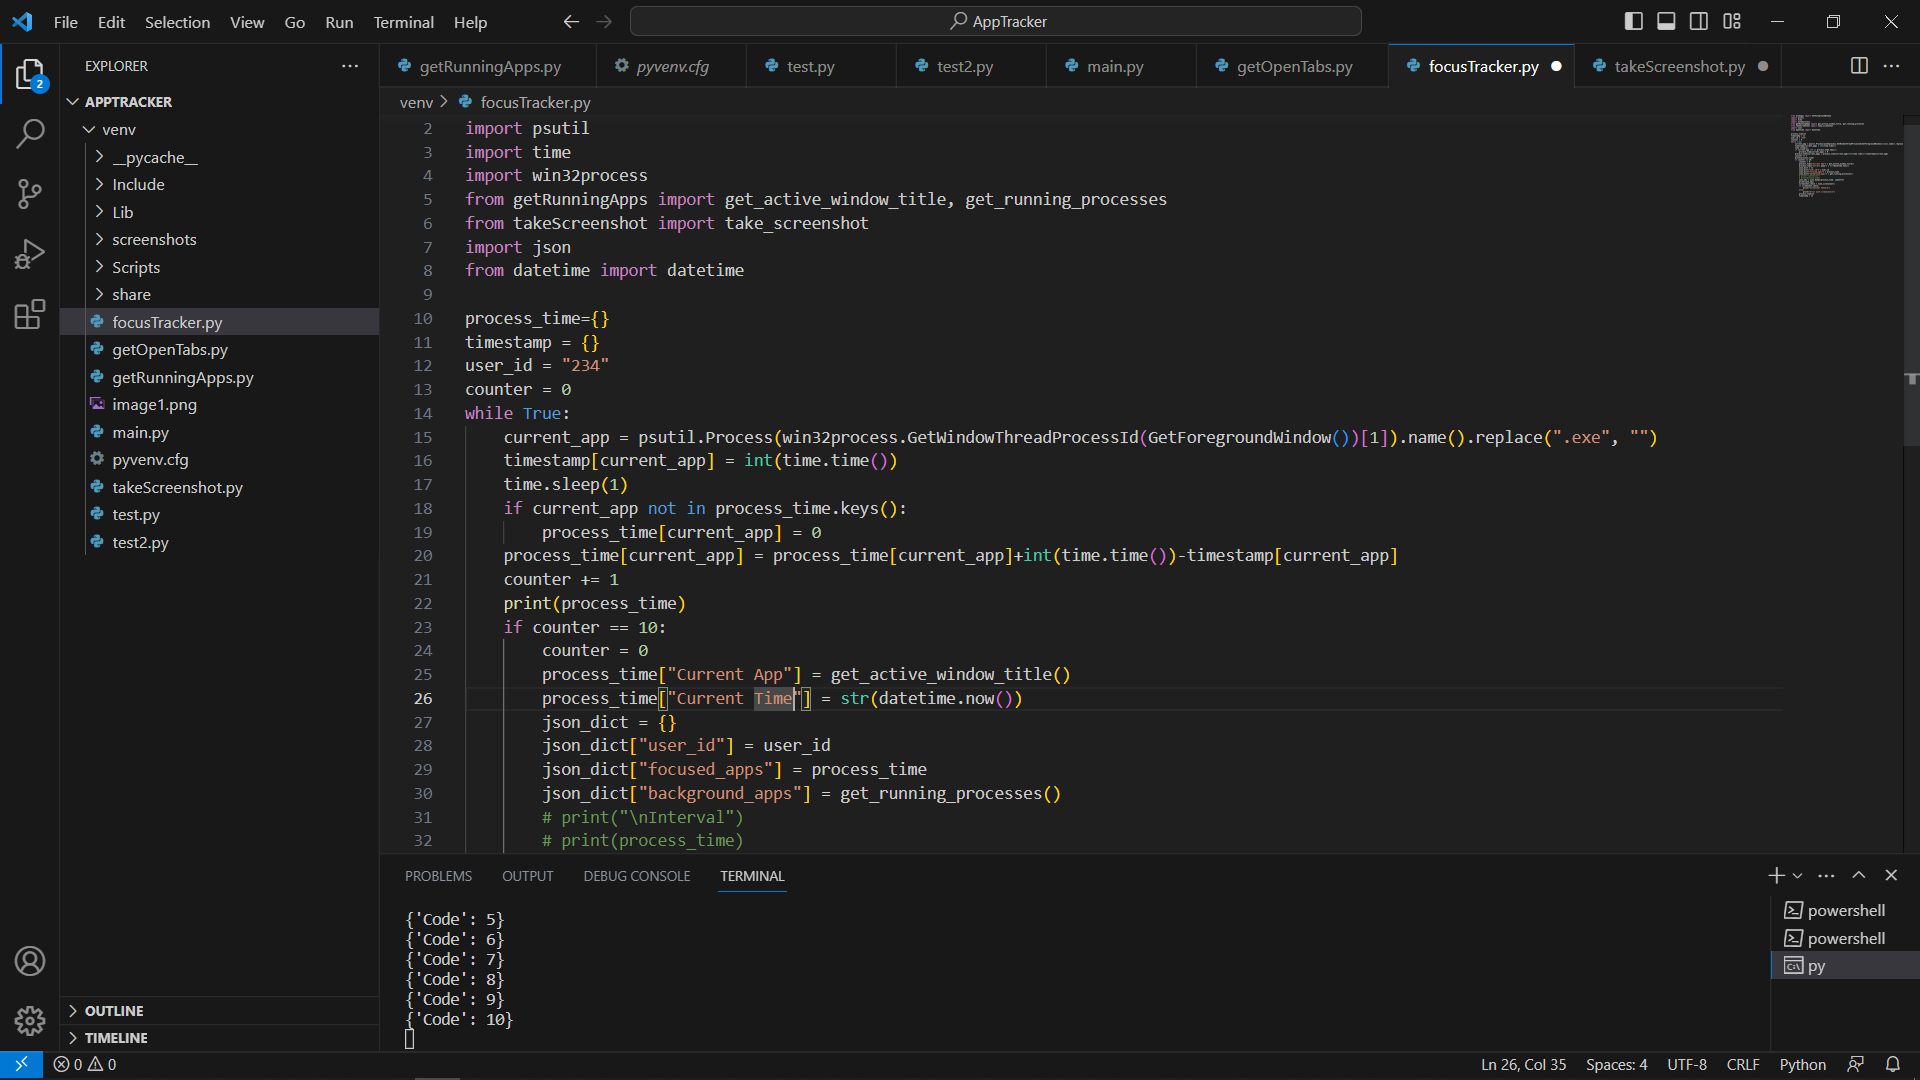 File Edit Selection View Go Run Terminal Help
AppTracker
EXPLORER
APPTRACKER
venv
__pycache__
Include
Lib
screenshots
Scripts
share
focusTracker.py
getOpenTabs.py
getRunningApps.py
image1.png
main.py
pyvenv.cfg
takeScreenshot.py
test.py
test2.py
OUTLINE
TIMELINE
getRunningApps.py pyvenv.cfg test.py test2.py main.py getOpenTabs.py focusTracker.py takeScreenshot.py
venv > focusTracker.py
2 import psutil
3 import time
4 import win32process
5 from getRunningApps import get_active_window_title, get_running_processes
6 from takeScreenshot import take_screenshot
7 import json
8 from datetime import datetime
9
10 process_time={}
11 timestamp = {}
12 user_id = "234"
13 counter = 0
14 while True:
15 current_app = psutil.Process(win32process.GetWindowThreadProcessId(GetForegroundWindow())[1]).name().replace(".exe", "")
16 timestamp[current_app] = int(time.time())
17 time.sleep(1)
18 if current_app not in process_time.keys():
19 process_time[current_app] = 0
20 process_time[current_app] = process_time[current_app]+int(time.time())-timestamp[current_app]
21 counter += 1
22 print(process_time)
23 if counter == 10:
24 counter = 0
25 process_time["Current App"] = get_active_window_title()
26 process_time["Current Time"] = str(datetime.now())
27 json_dict = {}
28 json_dict["user_id"] = user_id
29 json_dict["focused_apps"] = process_time
30 json_dict["background_apps"] = get_running_processes()
31 # print("\nInterval")
32 # print(process_time)
PROBLEMS OUTPUT DEBUG CONSOLE TERMINAL
{'Code': 5}
{'Code': 6}
{'Code': 7}
{'Code': 8}
{'Code': 9}
{'Code': 10}
powershell
powershell
py
2
0 0
Ln 26, Col 35 Spaces: 4 UTF-8 CRLF Python